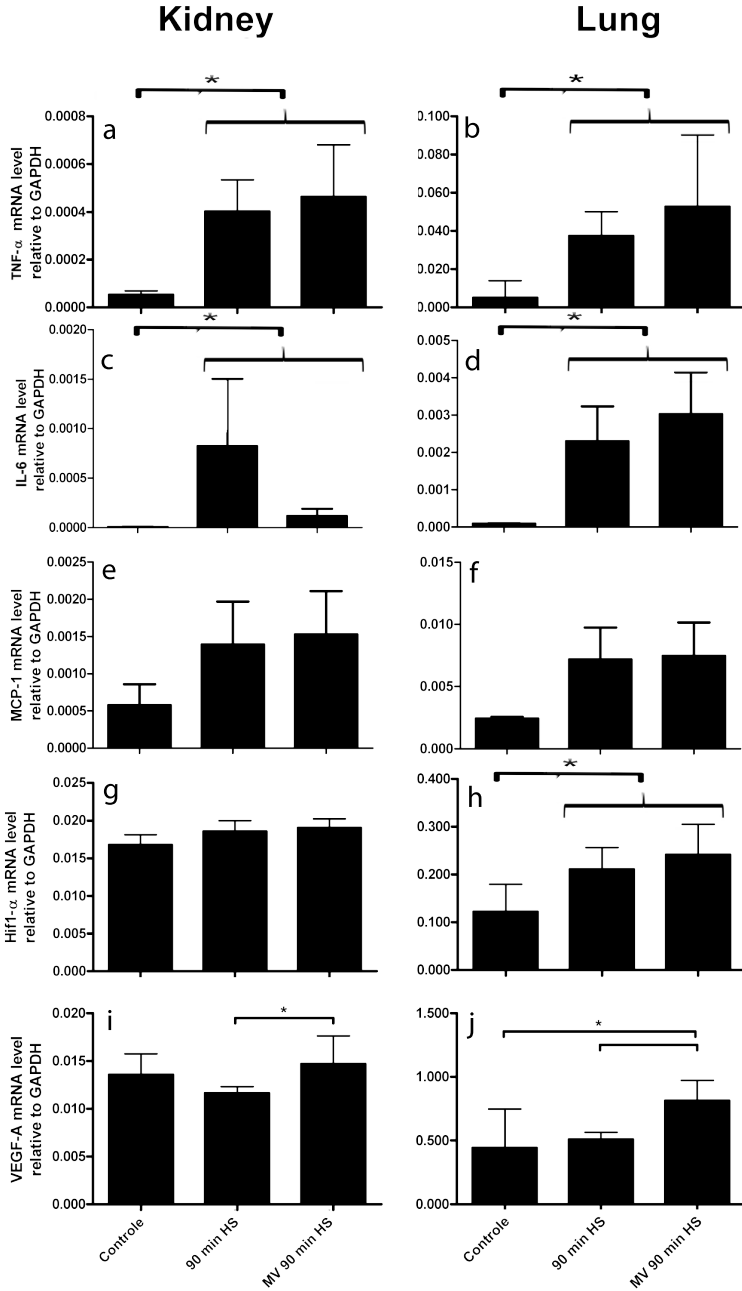 Kidney
Lung
*
*
a
b
0.0008
0.0006
0.0004
0.0002
0.0000
TNF-α mRNA level
relative to GAPDH
0.100
0.080
0.060
0.040
0.020
0.000
*
*
c
d
0.0020
0.0015
0.0010
0.0005
0.0000
IL-6 mRNA level
relative to GAPDH
0.005
0.004
0.003
0.002
0.001
0.000
e
f
0.0025
0.0020
0.0015
0.0010
0.0005
0.0000
MCP-1 mRNA level
relative to GAPDH
0.015
0.010
0.005
0.000
*
g
h
0.025
0.020
0.015
0.010
0.005
0.000
Hif1-α mRNA level
relative to GAPDH
0.400
0.300
0.200
0.100
0.000
i
j
*
*
0.020
0.015
0.010
0.005
0.000
VEGF-A mRNA level
relative to GAPDH
1.500
1.000
0.500
0.000
Controle
90 min HS
MV 90 min HS
Controle
90 min HS
MV 90 min HS